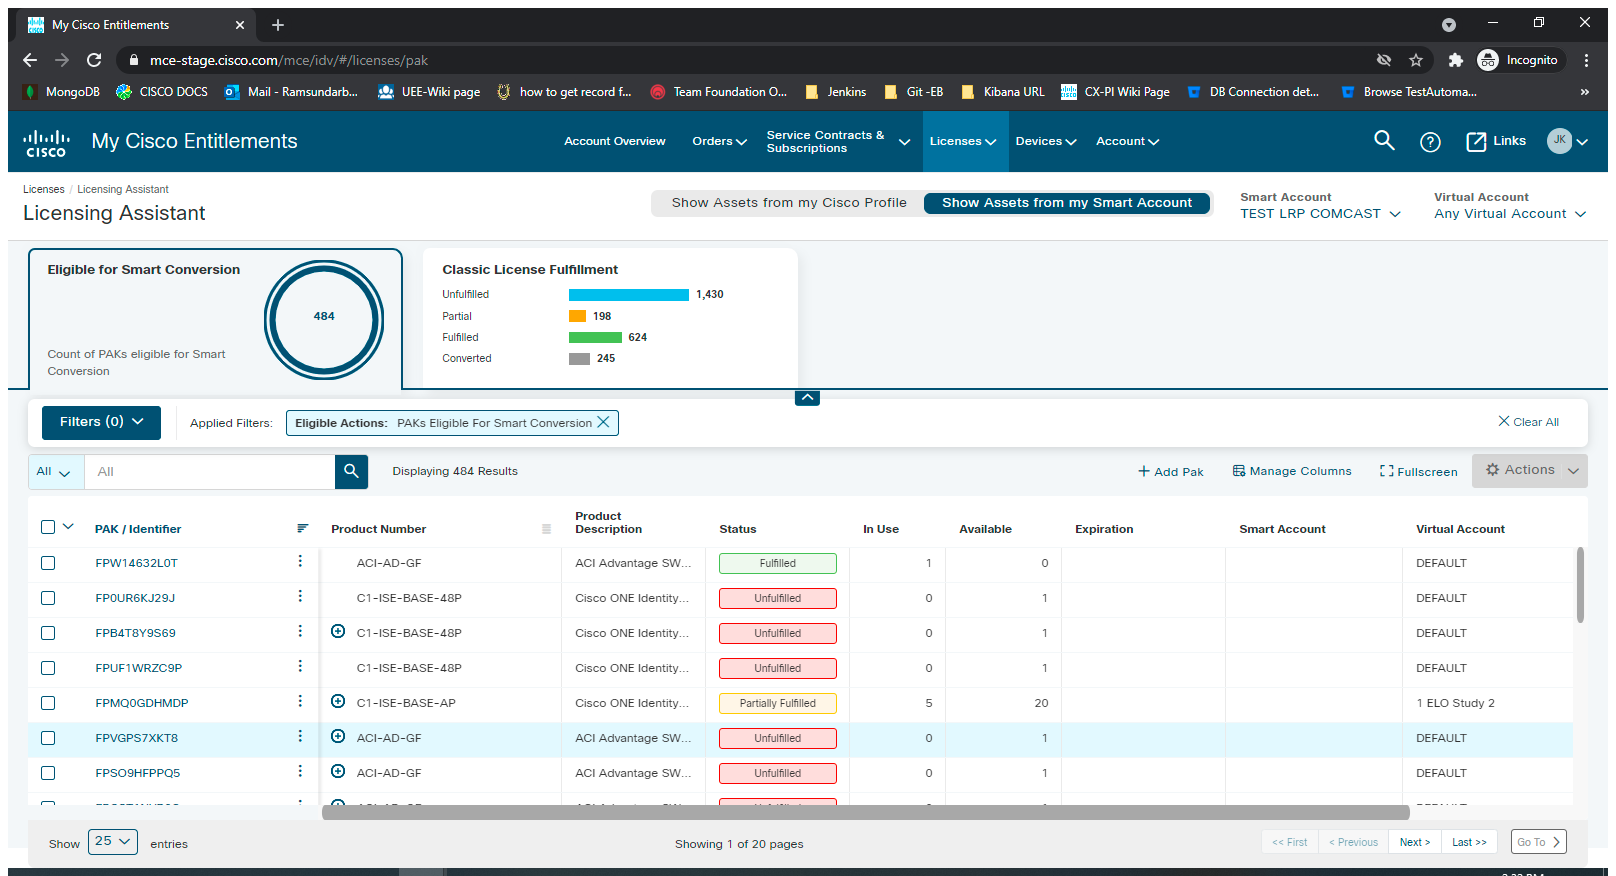 My Cisco Entitlements
mce-stage.cisco.com/mce/idv/#/licenses/pak
Incognito
MongoDB CISCO DOCS Mail - Ramsundarb... UEE-Wiki page how to get record f... Team Foundation O... Jenkins Git -EB Kibana URL CX-PI Wiki Page DB Connection det... Browse TestAutoma... »
CISCO My Cisco Entitlements Account Overview Orders Service Contracts & Subscriptions Licenses Devices Account Links JK
Licenses / Licensing Assistant
Licensing Assistant
Show Assets from my Cisco Profile Show Assets from my Smart Account
Smart Account
TEST LRP COMCAST
Virtual Account
Any Virtual Account
Eligible for Smart Conversion
484
Count of PAKs eligible for Smart
Conversion
Classic License Fulfillment
Unfulfilled 1,430
Partial 198
Fulfilled 624
Converted 245
Filters (0) Applied Filters: Eligible Actions: PAKs Eligible For Smart Conversion Clear All
All All Displaying 484 Results Add Pak Manage Columns Fullscreen Actions
PAK / Identifier Product Number Product Description Status In Use Available Expiration Smart Account Virtual Account
FPW14632L0T ACI-AD-GF ACI Advantage SW... Fulfilled 1 0 DEFAULT
FP0UR6KJ29J C1-ISE-BASE-48P Cisco ONE Identity... Unfulfilled 0 1 DEFAULT
FPB4T8Y9S69 C1-ISE-BASE-48P Cisco ONE Identity... Unfulfilled 0 1 DEFAULT
FPUF1WRZC9P C1-ISE-BASE-48P Cisco ONE Identity... Unfulfilled 0 1 DEFAULT
FPMQ0GDHMDP C1-ISE-BASE-AP Cisco ONE Identity... Partially Fulfilled 5 20 1 ELO Study 2
FPVGPS7XKT8 ACI-AD-GF ACI Advantage SW... Unfulfilled 0 1 DEFAULT
FPSO9HFPPQ5 ACI-AD-GF ACI Advantage SW... Unfulfilled 0 1 DEFAULT
Show 25 entries Showing 1 of 20 pages << First < Previous Next > Last >> Go To